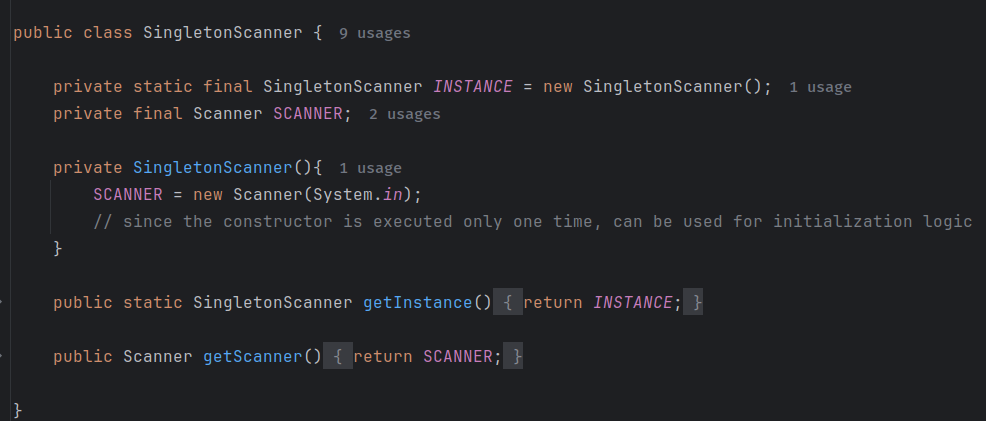 public class SingletonScanner { 9 usages
private static final SingletonScanner INSTANCE = new SingletonScanner(); 1 usage
private final Scanner SCANNER; 2 usages
private SingletonScanner(){ 1 usage
SCANNER = new Scanner(System.in);
// since the constructor is executed only one time, can be used for initialization logic
}
public static SingletonScanner getInstance() { return INSTANCE; }
public Scanner getScanner() { return SCANNER; }
}